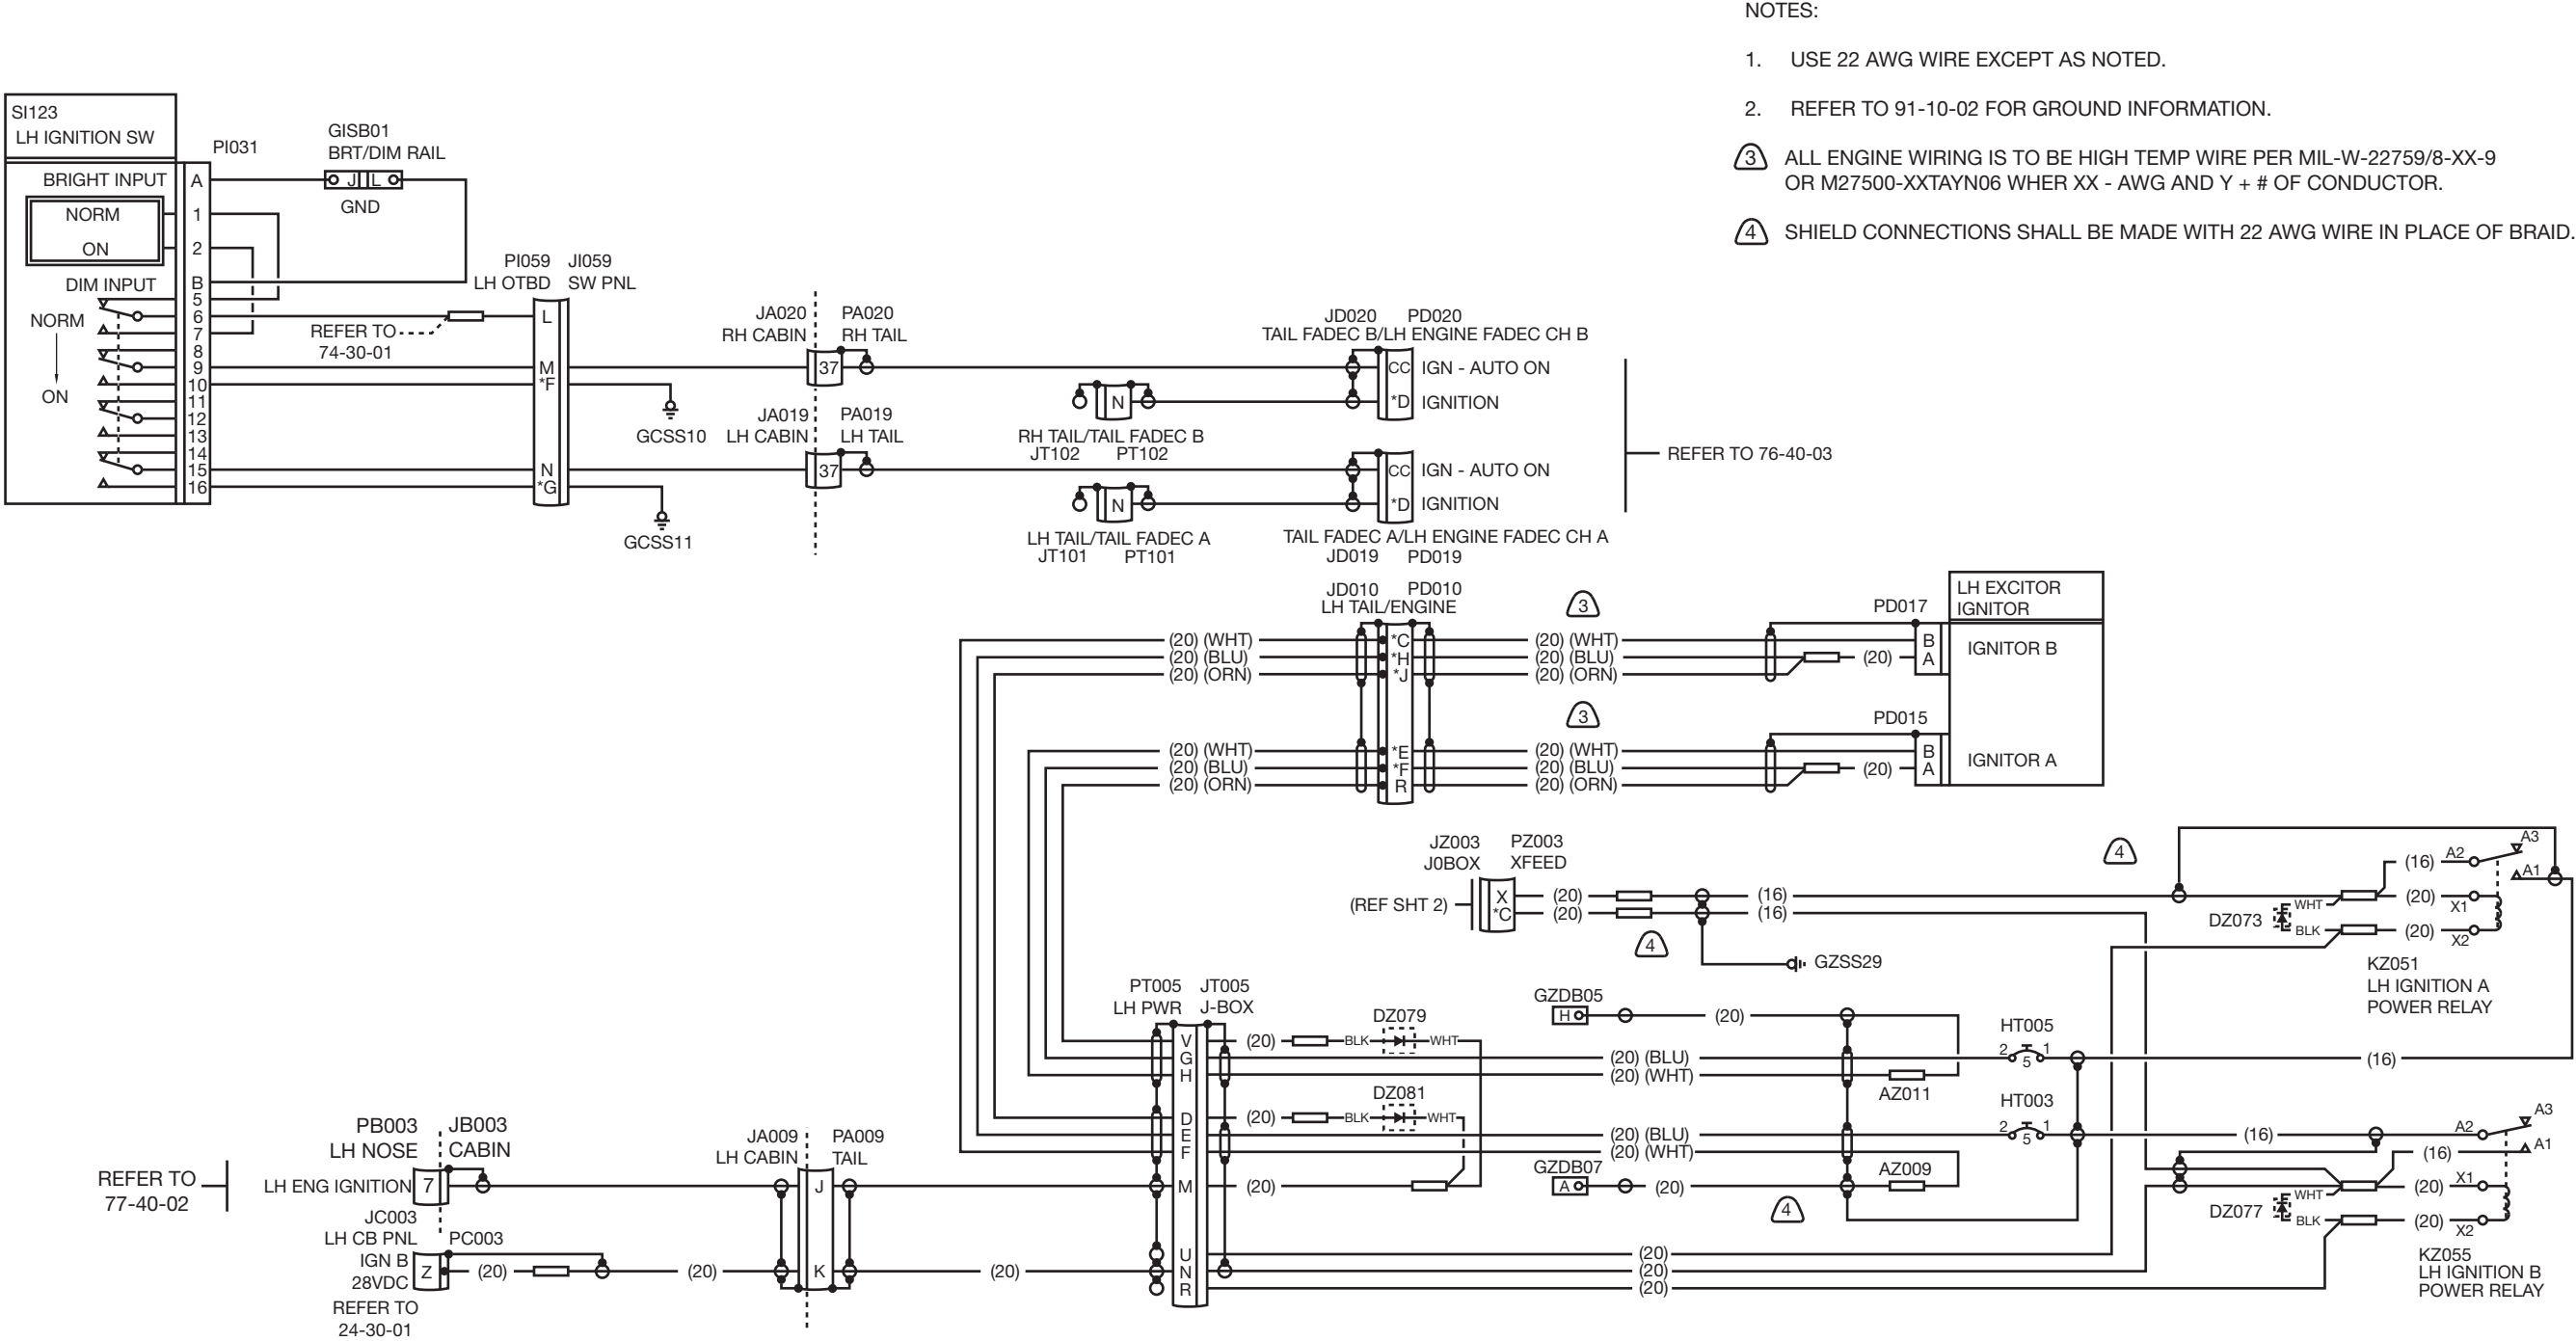 NOTES:
1. USE 22 AWG WIRE EXCEPT AS NOTED.
2. REFER TO 91-10-02 FOR GROUND INFORMATION.
3 ALL ENGINE WIRING IS TO BE HIGH TEMP WIRE PER MIL-W-22759/8-XX-9
OR M27500-XXTAYN06 WHER XX - AWG AND Y + # OF CONDUCTOR.
4 SHIELD CONNECTIONS SHALL BE MADE WITH 22 AWG WIRE IN PLACE OF BRAID.
SI123
LH IGNITION SW
PI031
GISB01
BRT/DIM RAIL
J L
GND
BRIGHT INPUT
NORM
ON
DIM INPUT
NORM
ON
A
1
2
B
5
6
7
8
9
10
11
12
13
14
15
16
REFER TO
74-30-01
PI059 JI059
LH OTBD SW PNL
L
M
*F
N
*G
GCSS10
GCSS11
JA020 PA020
RH CABIN RH TAIL
37
JA019 PA019
LH CABIN LH TAIL
37
JD020 PD020
TAIL FADEC B/LH ENGINE FADEC CH B
CC IGN - AUTO ON
*D IGNITION
N
RH TAIL/TAIL FADEC B
JT102 PT102
CC IGN - AUTO ON
*D IGNITION
N
LH TAIL/TAIL FADEC A
JT101 PT101
TAIL FADEC A/LH ENGINE FADEC CH A
JD019 PD019
REFER TO 76-40-03
JD010 PD010
LH TAIL/ENGINE
3
PD017
LH EXCITOR
IGNITOR
(20) (WHT) *C (20) (WHT) B
(20) (BLU) *H (20) (BLU) (20) A
(20) (ORN) *J (20) (ORN)
IGNITOR B
3
PD015
(20) (WHT) *E (20) (WHT) B
(20) (BLU) *F (20) (BLU) (20) A
(20) (ORN) R (20) (ORN)
IGNITOR A
JZ003 PZ003
J0BOX XFEED
(REF SHT 2)
X (20) (16)
*C (20) (16)
4
4
GZSS29
A3
(16) A2
A1
(20) X1
(20) X2
WHT
DZ073
BLK
KZ051
LH IGNITION A
POWER RELAY
PT005 JT005
LH PWR J-BOX
V (20) BLK DZ079 WHT
G (20) (BLU)
H (20) (WHT)
D (20) BLK DZ081 WHT
E (20) (BLU)
F (20) (WHT)
M (20)
U (20)
N (20)
R (20)
GZDB05
H (20)
AZ011
GZDB07
A (20)
AZ009
4
HT005
2 5 1
(16)
HT003
2 5 1
(16)
A3
A2
A1
(16)
(20) X1
(20) X2
WHT
DZ077
BLK
KZ055
LH IGNITION B
POWER RELAY
PB003 JB003
LH NOSE CABIN
REFER TO
77-40-02
LH ENG IGNITION 7
JC003
LH CB PNL PC003
IGN B
28VDC
Z (20) (20)
REFER TO
24-30-01
JA009 PA009
LH CABIN TAIL
J
K (20)